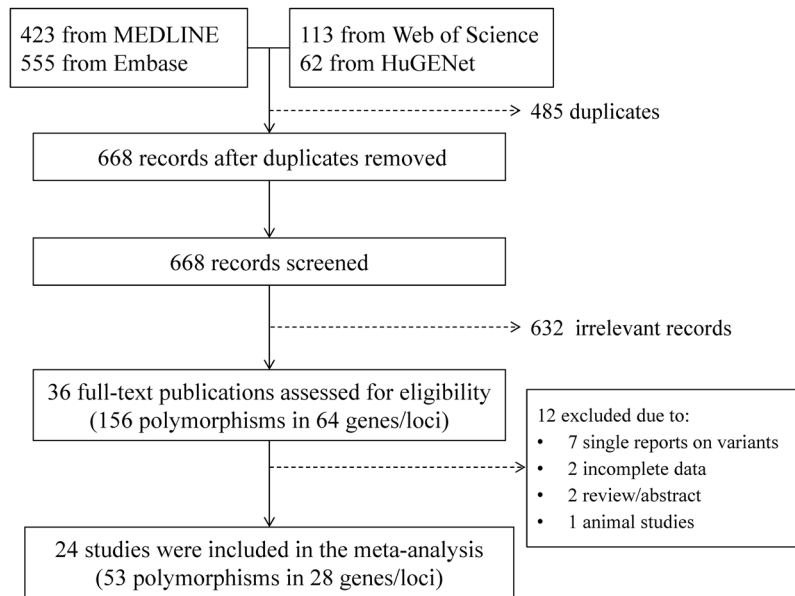 423 from MEDLINE
555 from Embase
113 from Web of Science
62 from HuGENet
485 duplicates
668 records after duplicates removed
668 records screened
632 irrelevant records
36 full-text publications assessed for eligibility
(156 polymorphisms in 64 genes/loci)
12 excluded due to:
• 7 single reports on variants
• 2 incomplete data
• 2 review/abstract
• 1 animal studies
24 studies were included in the meta-analysis
(53 polymorphisms in 28 genes/loci)